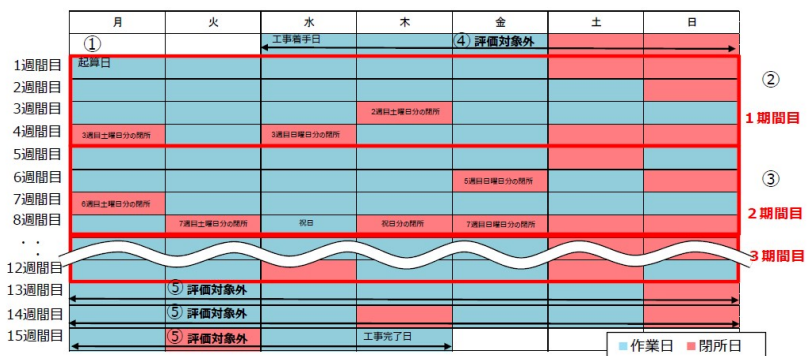 月 火 水 木 金 土 日
① 工事着手日 ④ 評価対象外
1週間目 起算日
2週間目 ②
3週間目 2週目土曜日分の閉所 1期間目
4週間目 3週目土曜日分の閉所 3週目日曜日分の閉所
5週間目
6週間目 5週目日曜日分の閉所 ③
7週間目 6週目土曜日分の閉所
8週間目 7週目土曜日分の閉所 祝日 祝日分の閉所 7週目日曜日分の閉所 2期間目
・
・ 3期間目
12週間目
13週間目 ⑤ 評価対象外
14週間目 ⑤ 評価対象外
15週間目 ⑤ 評価対象外 工事完了日
作業日 閉所日